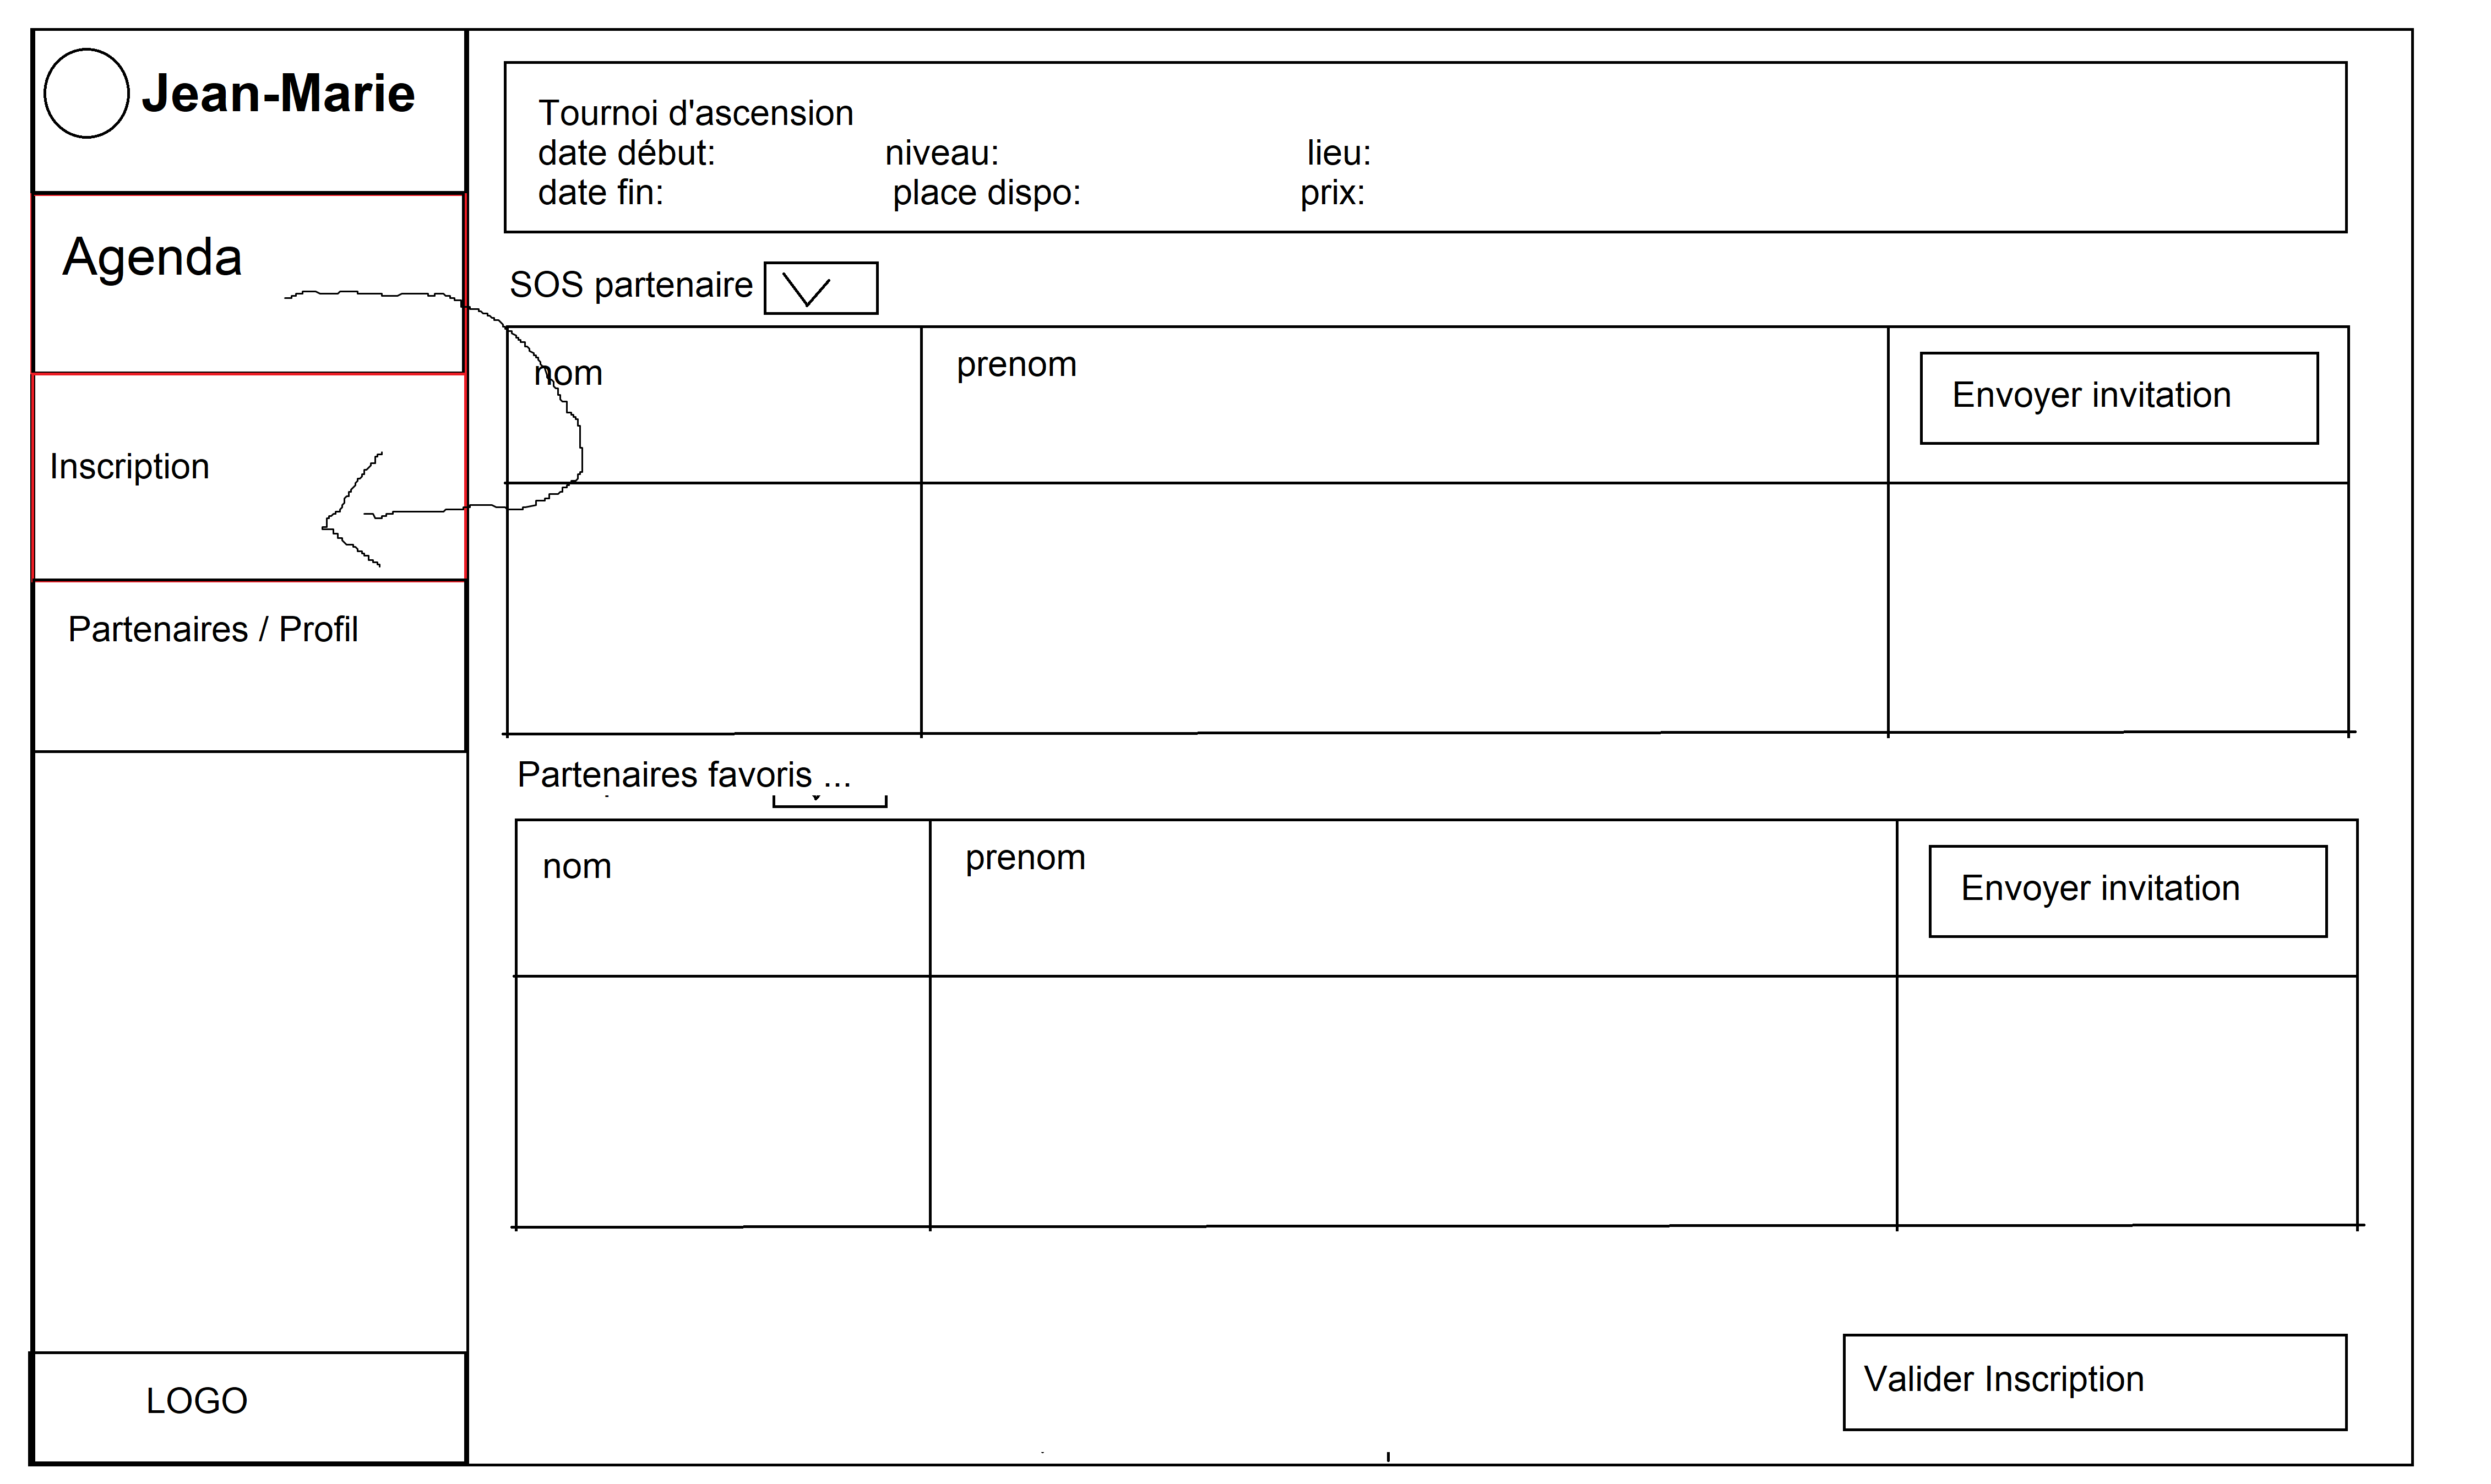 Jean-Marie
Agenda
Inscription
Partenaires / Profil
LOGO
Tournoi d'ascension
date début: niveau: lieu:
date fin: place dispo: prix:
SOS partenaire
nom prenom Envoyer invitation
Partenaires favoris ...
nom prenom Envoyer invitation
Valider Inscription